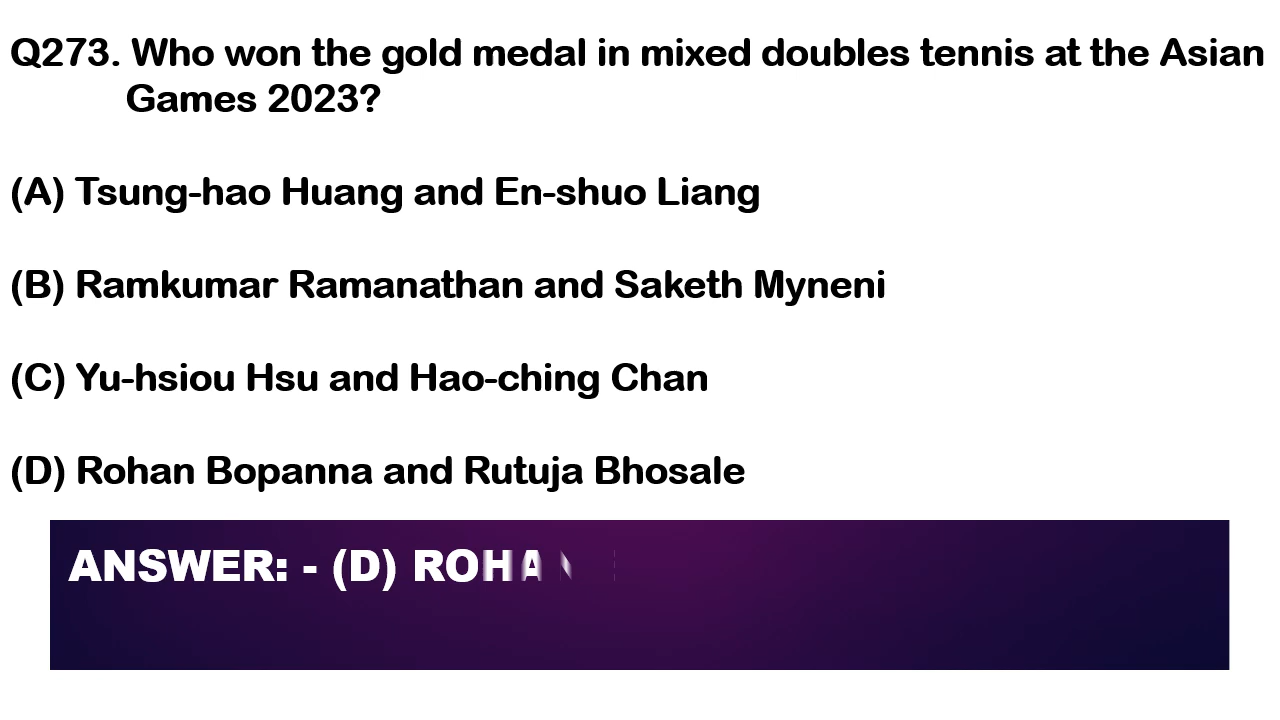 Q273. Who won the gold medal in mixed doubles tennis at the Asian
Games 2023?
(A) Tsung-hao Huang and En-shuo Liang
(B) Ramkumar Ramanathan and Saketh Myneni
(C) Yu-hsiou Hsu and Hao-ching Chan
(D) Rohan Bopanna and Rutuja Bhosale
ANSWER: - (D) ROHAN